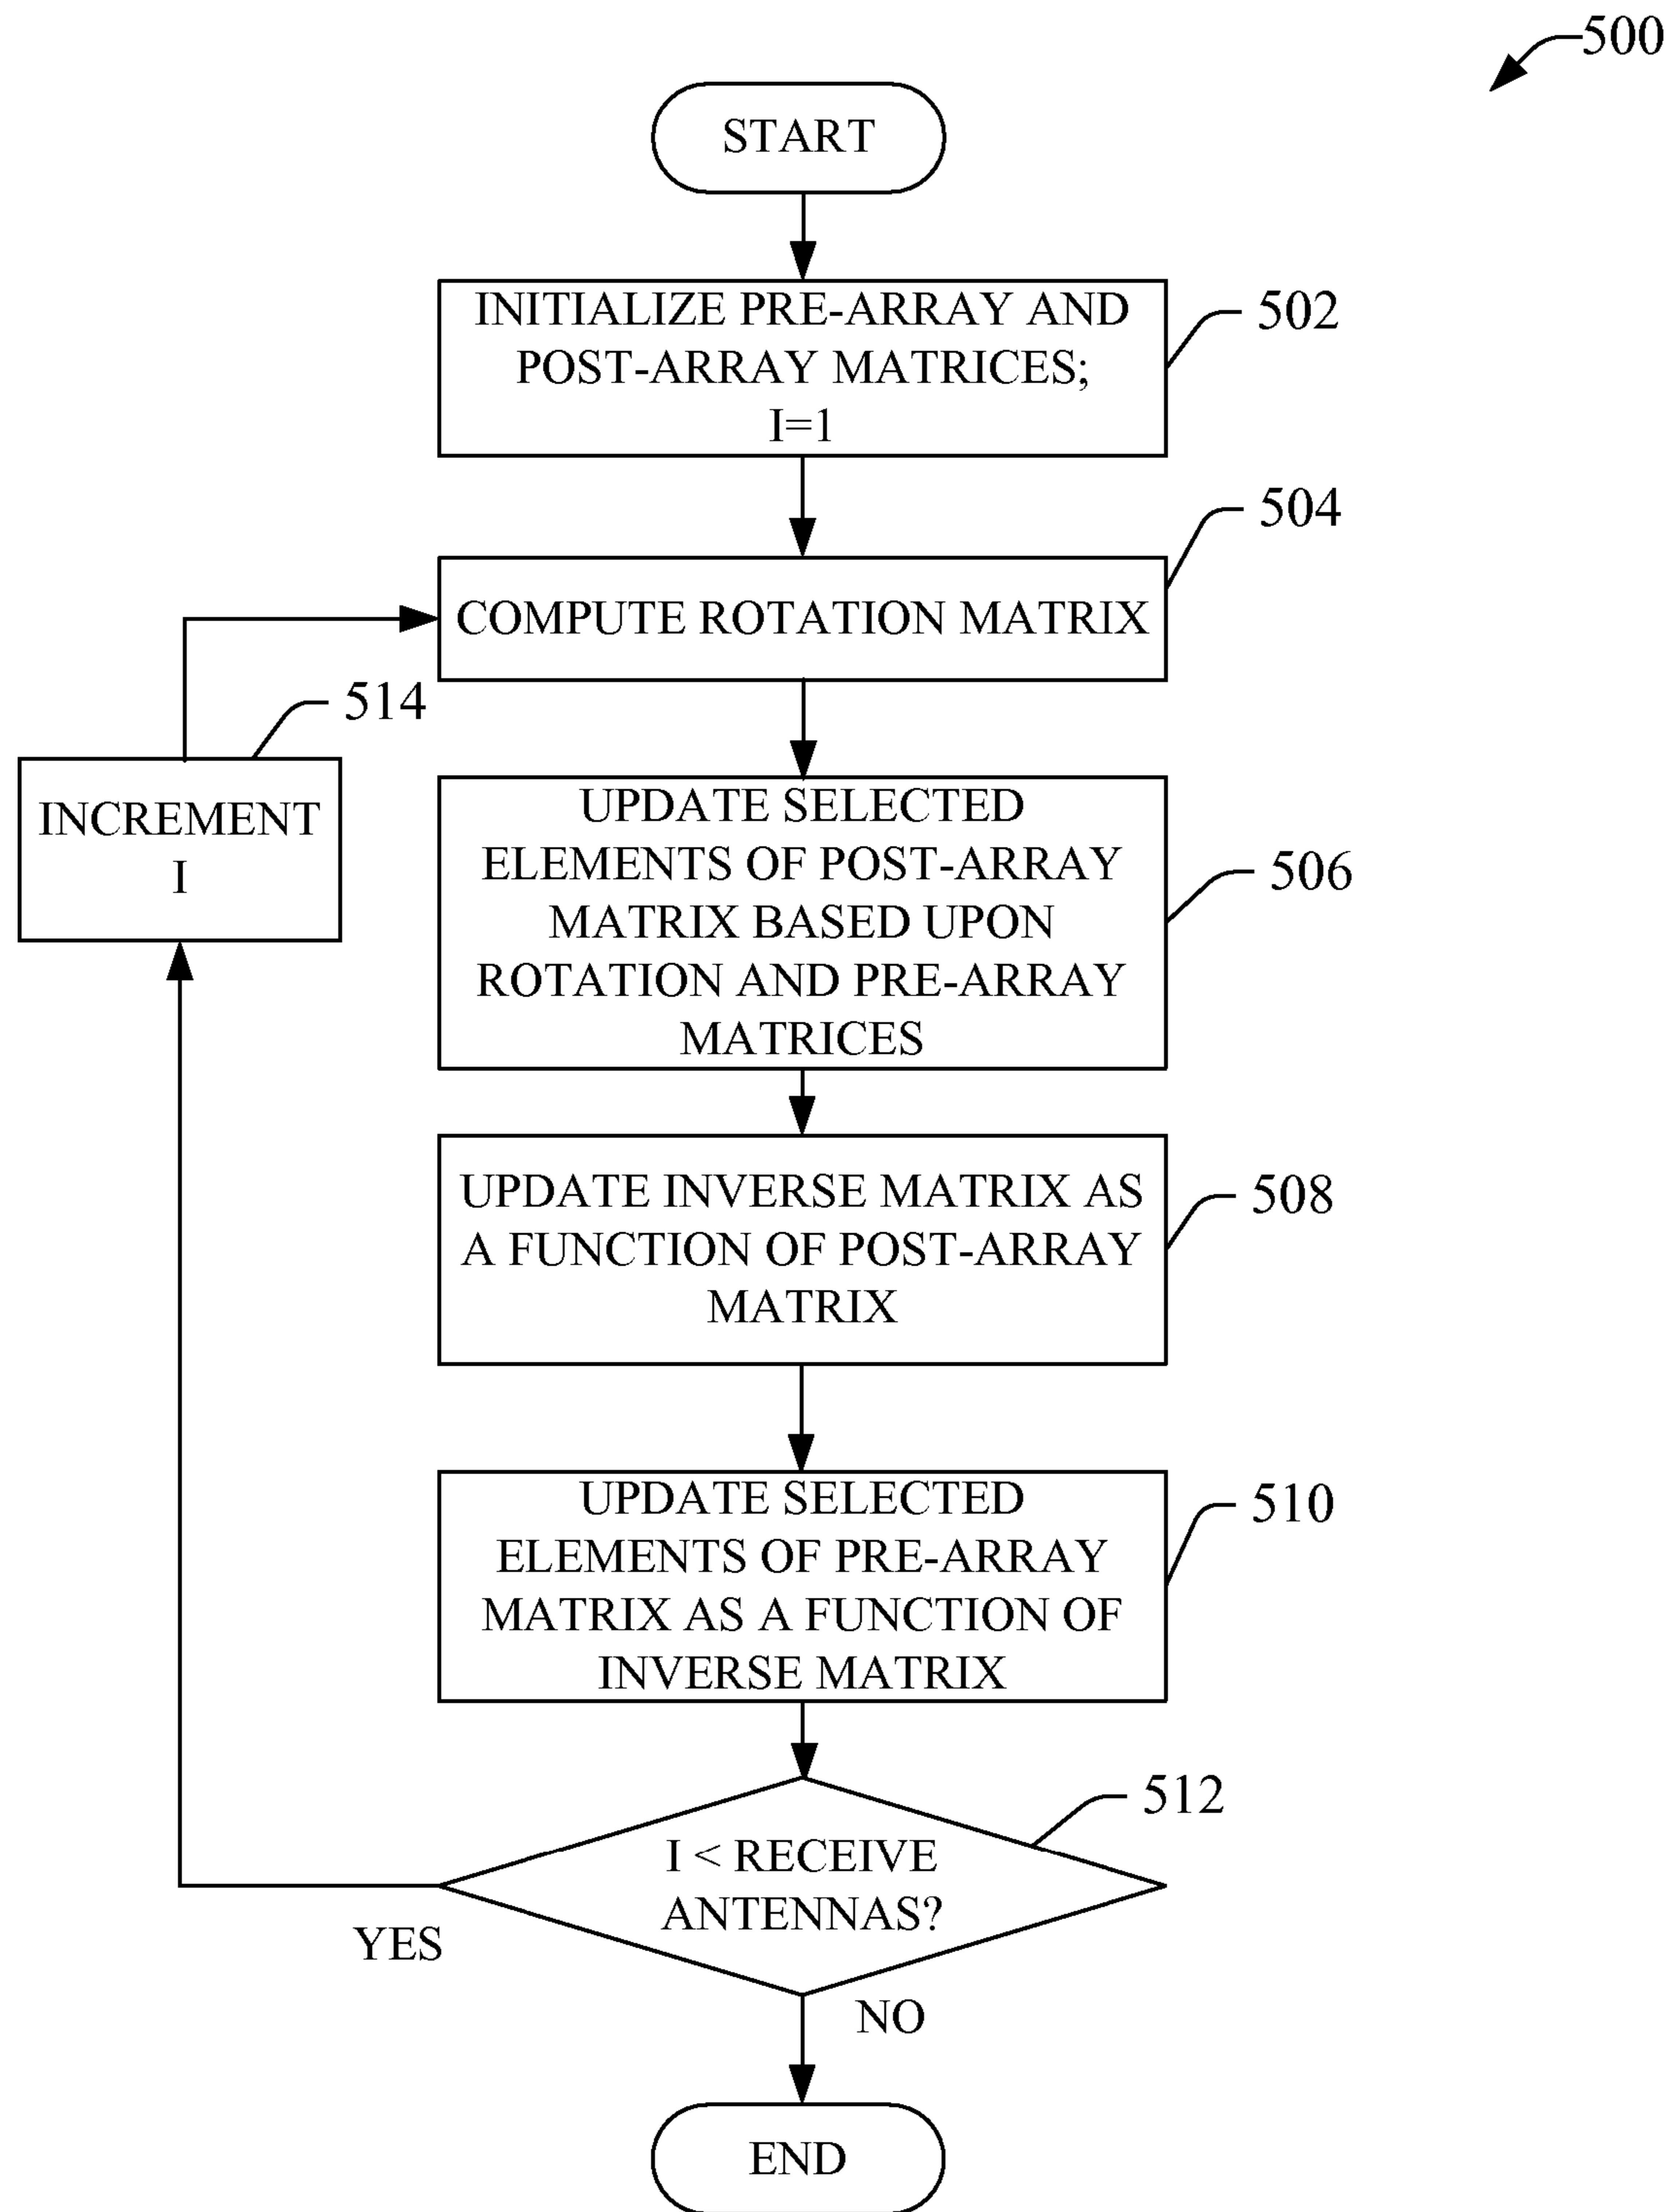 500
START
INITIALIZE PRE-ARRAY AND
POST-ARRAY MATRICES;
I=1
502
504
COMPUTE ROTATION MATRIX
514
INCREMENT
I
UPDATE SELECTED
ELEMENTS OF POST-ARRAY
MATRIX BASED UPON
ROTATION AND PRE-ARRAY
MATRICES
506
UPDATE INVERSE MATRIX AS
A FUNCTION OF POST-ARRAY
MATRIX
508
UPDATE SELECTED
ELEMENTS OF PRE-ARRAY
MATRIX AS A FUNCTION OF
INVERSE MATRIX
510
512
I < RECEIVE
ANTENNAS?
YES
NO
END